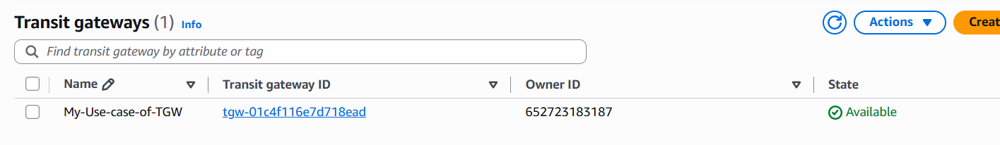 Transit gateways (1) Info
Actions
Creat
Find transit gateway by attribute or tag
Name Transit gateway ID Owner ID State
My-Use-case-of-TGW tgw-01c4f116e7d718ead 652723183187 Available